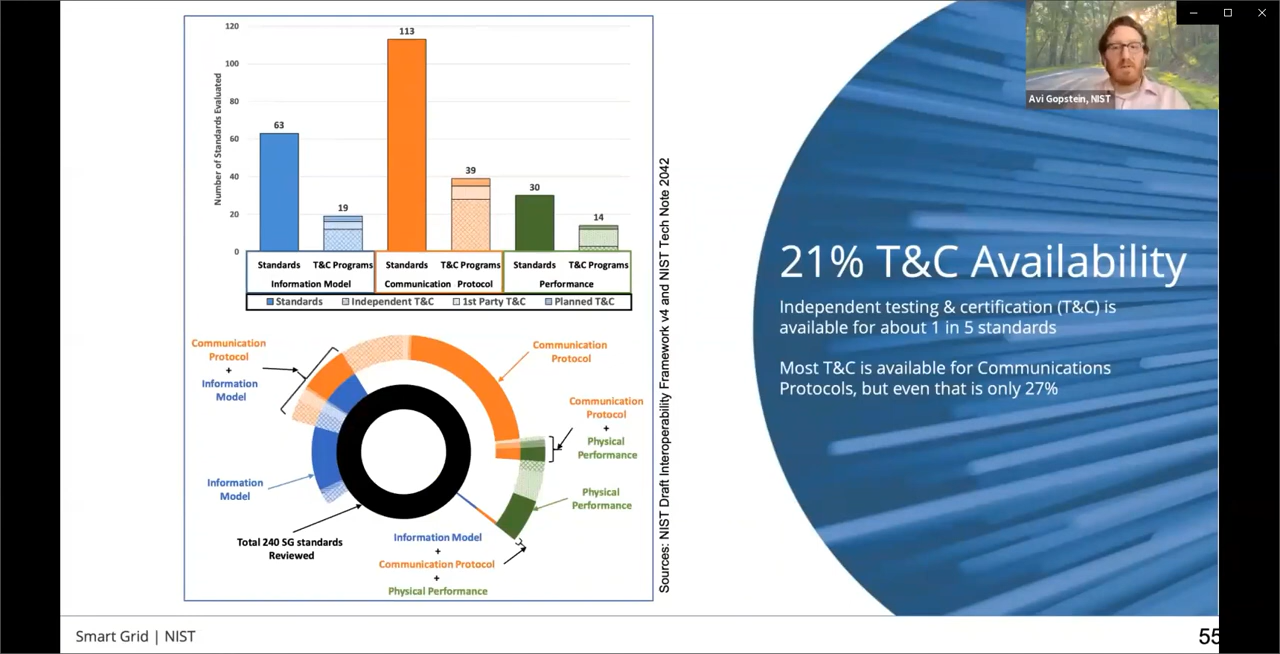 120
100
80
60
40
20
0
Number of Standards Evaluated
63
19
113
39
30
14
Standards T&C Programs Standards T&C Programs Standards T&C Programs
Information Model Communication Protocol Performance
Standards Independent T&C 1st Party T&C Planned T&C
Communication
Protocol
+
Information
Model
Communication
Protocol
Communication
Protocol
+
Physical
Performance
Information
Model
Physical
Performance
Total 240 SG standards
Reviewed
Information Model
+
Communication Protocol
+
Physical Performance
Sources: NIST Draft Interoperability Framework v4 and NIST Tech Note 2042
Avi Gopstein, NIST
21% T&C Availability
Independent testing & certification (T&C) is
available for about 1 in 5 standards
Most T&C is available for Communications
Protocols, but even that is only 27%
Smart Grid | NIST
55